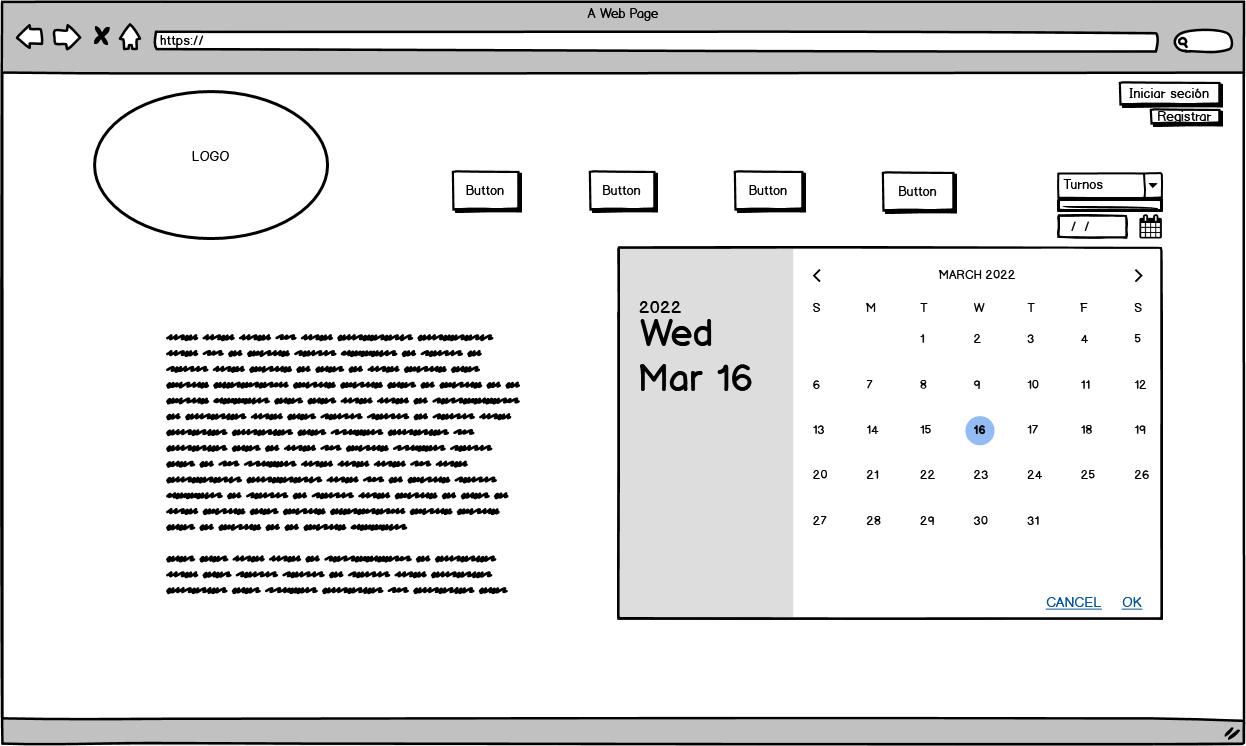 A Web Page
https://
Iniciar seción
Registrar
LOGO
Button Button Button Button
Turnos
/ /
MARCH 2022
S M T W T F S
2022
Wed
Mar 16
1 2 3 4 5
6 7 8 9 10 11 12
13 14 15 16 17 18 19
20 21 22 23 24 25 26
27 28 29 30 31
CANCEL OK